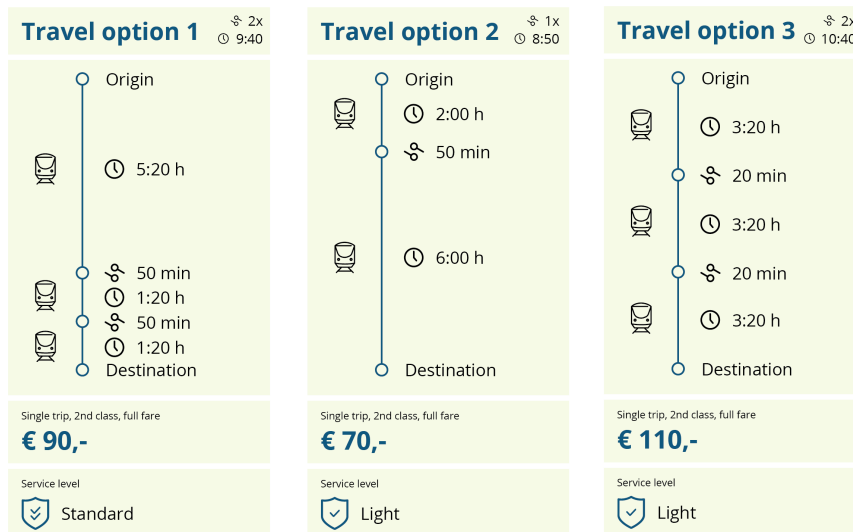 Travel option 1
2x
9:40
Origin
5:20 h
50 min
1:20 h
50 min
1:20 h
Destination
Single trip, 2nd class, full fare
€ 90,-
Service level
Standard
Travel option 2
1x
8:50
Origin
2:00 h
50 min
6:00 h
Destination
Single trip, 2nd class, full fare
€ 70,-
Service level
Light
Travel option 3
2x
10:40
Origin
3:20 h
20 min
3:20 h
20 min
3:20 h
Destination
Single trip, 2nd class, full fare
€ 110,-
Service level
Light